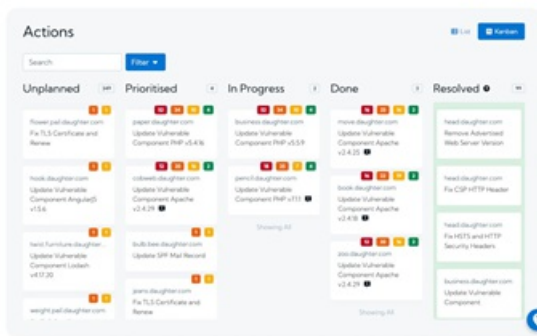 Actions
List
Kanban
Search
Filter
Unplanned
Prioritised 4
In Progress 2
Done 3
Resolved
flower.pail.daughter.com
Fix TLS Certificate and
Renew
hook.daughter.com
Update Vulnerable
Component AngularJS
v1.5.6
twist.furniture.daughter...
Update Vulnerable
Component Lodash
v4.17.20
weight.pail.daughter.com
paper.daughter.com
Update Vulnerable
Component PHP v5.4.16
cobweb.daughter.com
Update Vulnerable
Component Apache
v2.4.29
bulb.bee.daughter.com
Update SPF Mail Record
jeans.daughter.com
Fix TLS Certificate and
Renew
business.daughter.com
Update Vulnerable
Component PHP v5.5.9
pencil.daughter.com
Update Vulnerable
Component PHP v7.1.1
Showing All
move.daughter.com
Update Vulnerable
Component Apache
v2.4.25
book.daughter.com
Update Vulnerable
Component Apache
v2.4.18
zoo.daughter.com
Update Vulnerable
Component Apache
v2.4.29
Showing All
head.daughter.com
Remove Advertised
Web Server Version
head.daughter.com
Fix CSP HTTP Header
head.daughter.com
Fix HSTS and HTTP
Security Headers
business.daughter.com
Update Vulnerable
Component